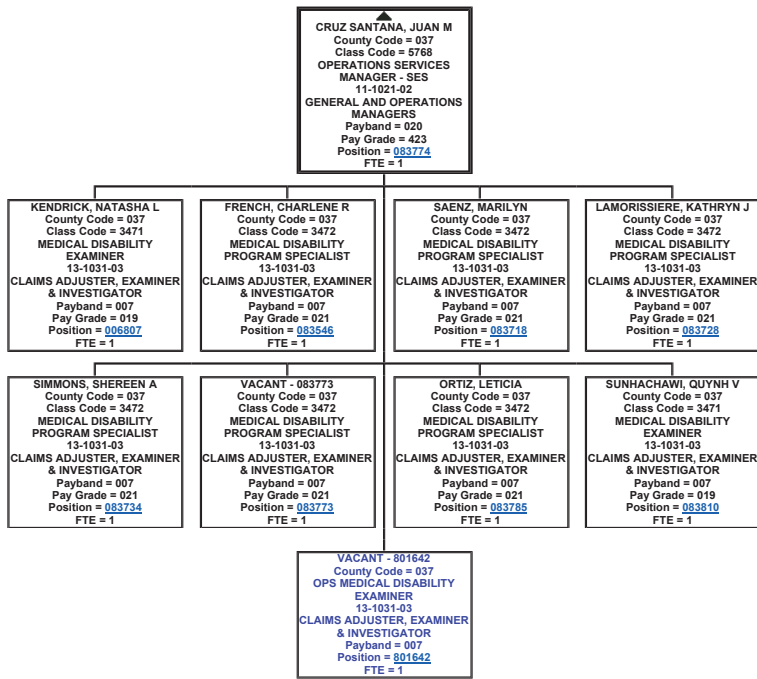 CRUZ SANTANA, JUAN M
County Code = 037
Class Code = 5768
OPERATIONS SERVICES
MANAGER - SES
11-1021-02
GENERAL AND OPERATIONS
MANAGERS
Payband = 020
Pay Grade = 423
Position = 083774
FTE = 1
KENDRICK, NATASHA L
County Code = 037
Class Code = 3471
MEDICAL DISABILITY
EXAMINER
13-1031-03
CLAIMS ADJUSTER, EXAMINER
& INVESTIGATOR
Payband = 007
Pay Grade = 019
Position = 006807
FTE = 1
FRENCH, CHARLENE R
County Code = 037
Class Code = 3472
MEDICAL DISABILITY
PROGRAM SPECIALIST
13-1031-03
CLAIMS ADJUSTER, EXAMINER
& INVESTIGATOR
Payband = 007
Pay Grade = 021
Position = 083546
FTE = 1
SAENZ, MARILYN
County Code = 037
Class Code = 3472
MEDICAL DISABILITY
PROGRAM SPECIALIST
13-1031-03
CLAIMS ADJUSTER, EXAMINER
& INVESTIGATOR
Payband = 007
Pay Grade = 021
Position = 083718
FTE = 1
LAMORISSIERE, KATHRYN J
County Code = 037
Class Code = 3472
MEDICAL DISABILITY
PROGRAM SPECIALIST
13-1031-03
CLAIMS ADJUSTER, EXAMINER
& INVESTIGATOR
Payband = 007
Pay Grade = 021
Position = 083728
FTE = 1
SIMMONS, SHEREEN A
County Code = 037
Class Code = 3472
MEDICAL DISABILITY
PROGRAM SPECIALIST
13-1031-03
CLAIMS ADJUSTER, EXAMINER
& INVESTIGATOR
Payband = 007
Pay Grade = 021
Position = 083734
FTE = 1
VACANT - 083773
County Code = 037
Class Code = 3472
MEDICAL DISABILITY
PROGRAM SPECIALIST
13-1031-03
CLAIMS ADJUSTER, EXAMINER
& INVESTIGATOR
Payband = 007
Pay Grade = 021
Position = 083773
FTE = 1
ORTIZ, LETICIA
County Code = 037
Class Code = 3472
MEDICAL DISABILITY
PROGRAM SPECIALIST
13-1031-03
CLAIMS ADJUSTER, EXAMINER
& INVESTIGATOR
Payband = 007
Pay Grade = 021
Position = 083785
FTE = 1
SUNHACHAWI, QUYNH V
County Code = 037
Class Code = 3471
MEDICAL DISABILITY
EXAMINER
13-1031-03
CLAIMS ADJUSTER, EXAMINER
& INVESTIGATOR
Payband = 007
Pay Grade = 019
Position = 083810
FTE = 1
VACANT - 801642
County Code = 037
OPS MEDICAL DISABILITY
EXAMINER
13-1031-03
CLAIMS ADJUSTER, EXAMINER
& INVESTIGATOR
Payband = 007
Position = 801642
FTE = 1